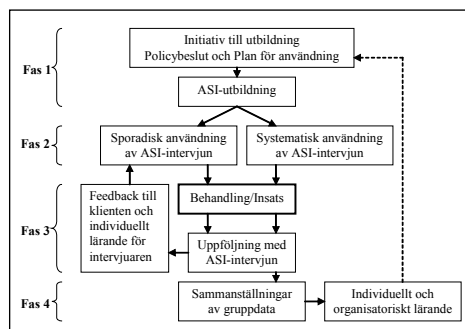 Fas 1
Initiativ till utbildning
Policybeslut och Plan för användning
ASI-utbildning
Fas 2
Sporadisk användning
av ASI-intervjun
Systematisk användning
av ASI-intervjun
Fas 3
Feedback till
klienten och
individuellt
lärande för
intervjuaren
Behandling/Insats
Uppföljning med
ASI-intervjun
Fas 4
Sammanställningar
av gruppdata
Individuellt och
organisatoriskt lärande